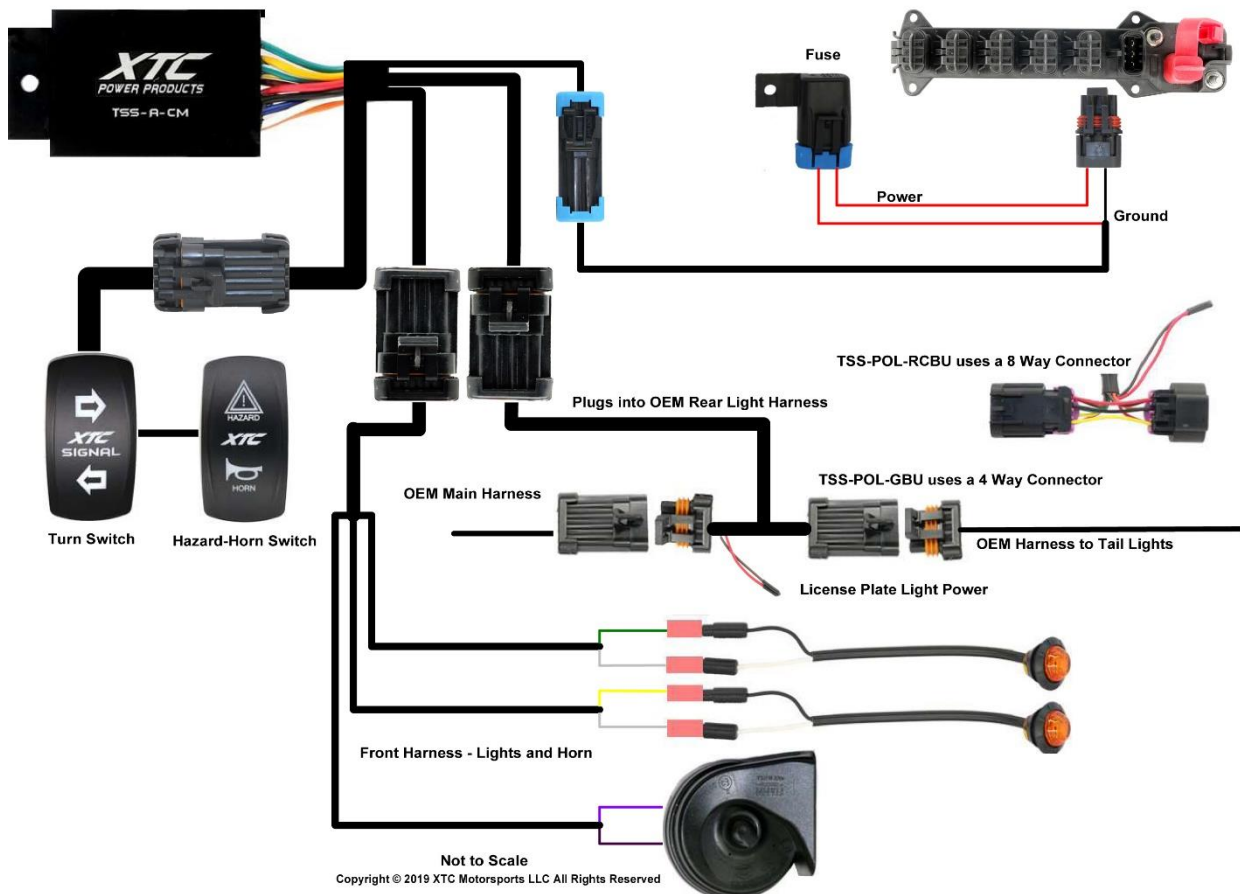 XTC
POWER PRODUCTS
TSS-A-CM
Fuse
Power
Ground
TSS-POL-RCBU uses a 8 Way Connector
Plugs into OEM Rear Light Harness
XTC
SIGNAL
HAZARD
XTC
HORN
Turn Switch
Hazard-Horn Switch
OEM Main Harness
TSS-POL-GBU uses a 4 Way Connector
OEM Harness to Tail Lights
License Plate Light Power
Front Harness - Lights and Horn
Not to Scale
Copyright © 2019 XTC Motorsports LLC All Rights Reserved